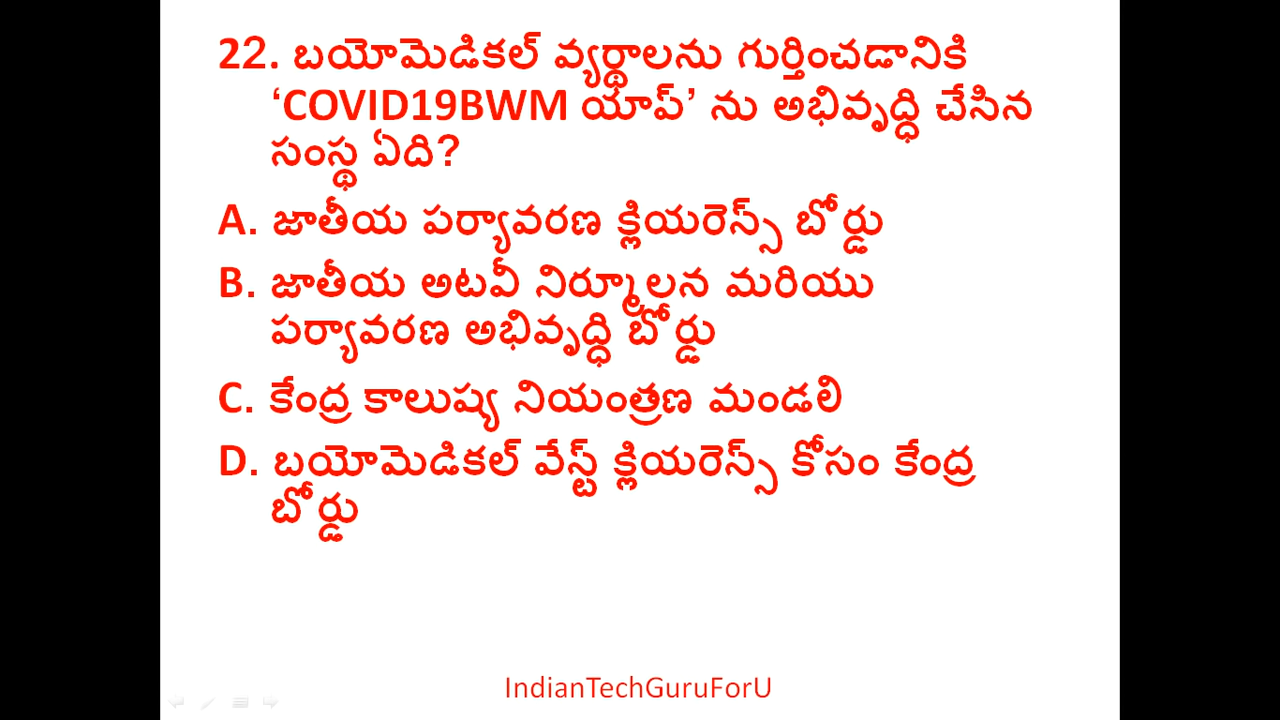 22. బయోమెడికల్ వ్యర్థాలను గుర్తించడానికి
‘COVID19BWM యాప్’ ను అభివృద్ధి చేసిన
సంస్థ ఏది?
A. జాతీయ పర్యావరణ క్లియరెన్స్ బోర్డు
B. జాతీయ అటవీ నిర్మూలన మరియు
పర్యావరణ అభివృద్ధి బోర్డు
C. కేంద్ర కాలుష్య నియంత్రణ మండలి
D. బయోమెడికల్ వేస్ట్ క్లియరెన్స్ కోసం కేంద్ర
బోర్డు
IndianTechGuruForU